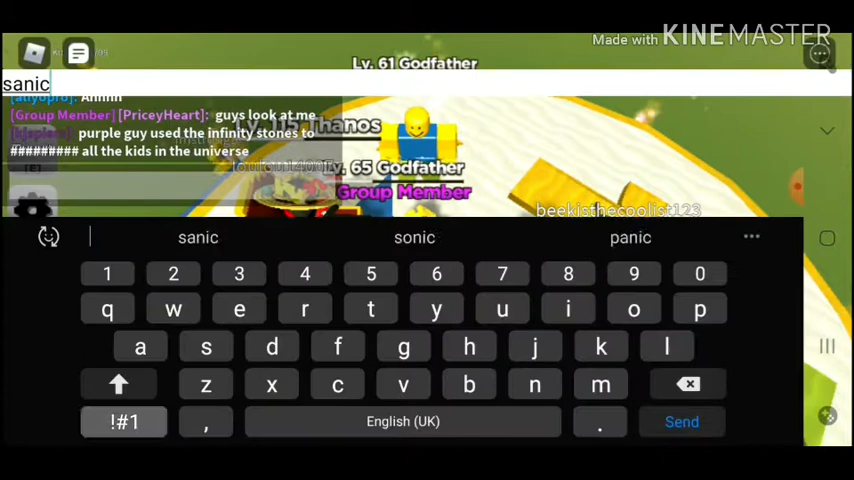 Made with KINEMASTER
Lv. 61 Godfather
sanic
[Group Member] [PriceyHeart]: guys look at me
purple guy used the infinity stones to
######### all the kids in the universe
Thanos
Lv. 65 Godfather
Group Member
beekisthecoolist123
sanic sonic panic ...
1 2 3 4 5 6 7 8 9 0
q w e r t y u i o p
a s d f g h j k l
z x c v b n m
!#1 , English (UK) . Send